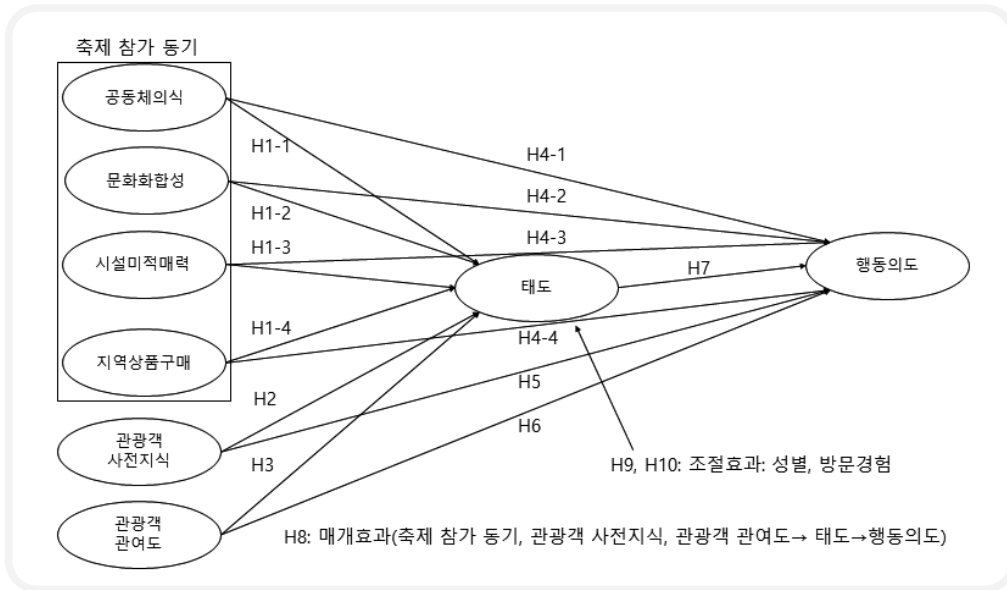 축제 참가 동기
공동체의식
H1-1
H4-1
문화화합성
H4-2
H1-2
H1-3
H4-3
시설미적매력
H7
행동의도
태도
H1-4
H4-4
지역상품구매
H5
H2
H6
관광객
사전지식
H3
H9, H10: 조절효과: 성별, 방문경험
관광객
관여도
H8: 매개효과(축제 참가 동기, 관광객 사전지식, 관광객 관여도→ 태도→행동의도)